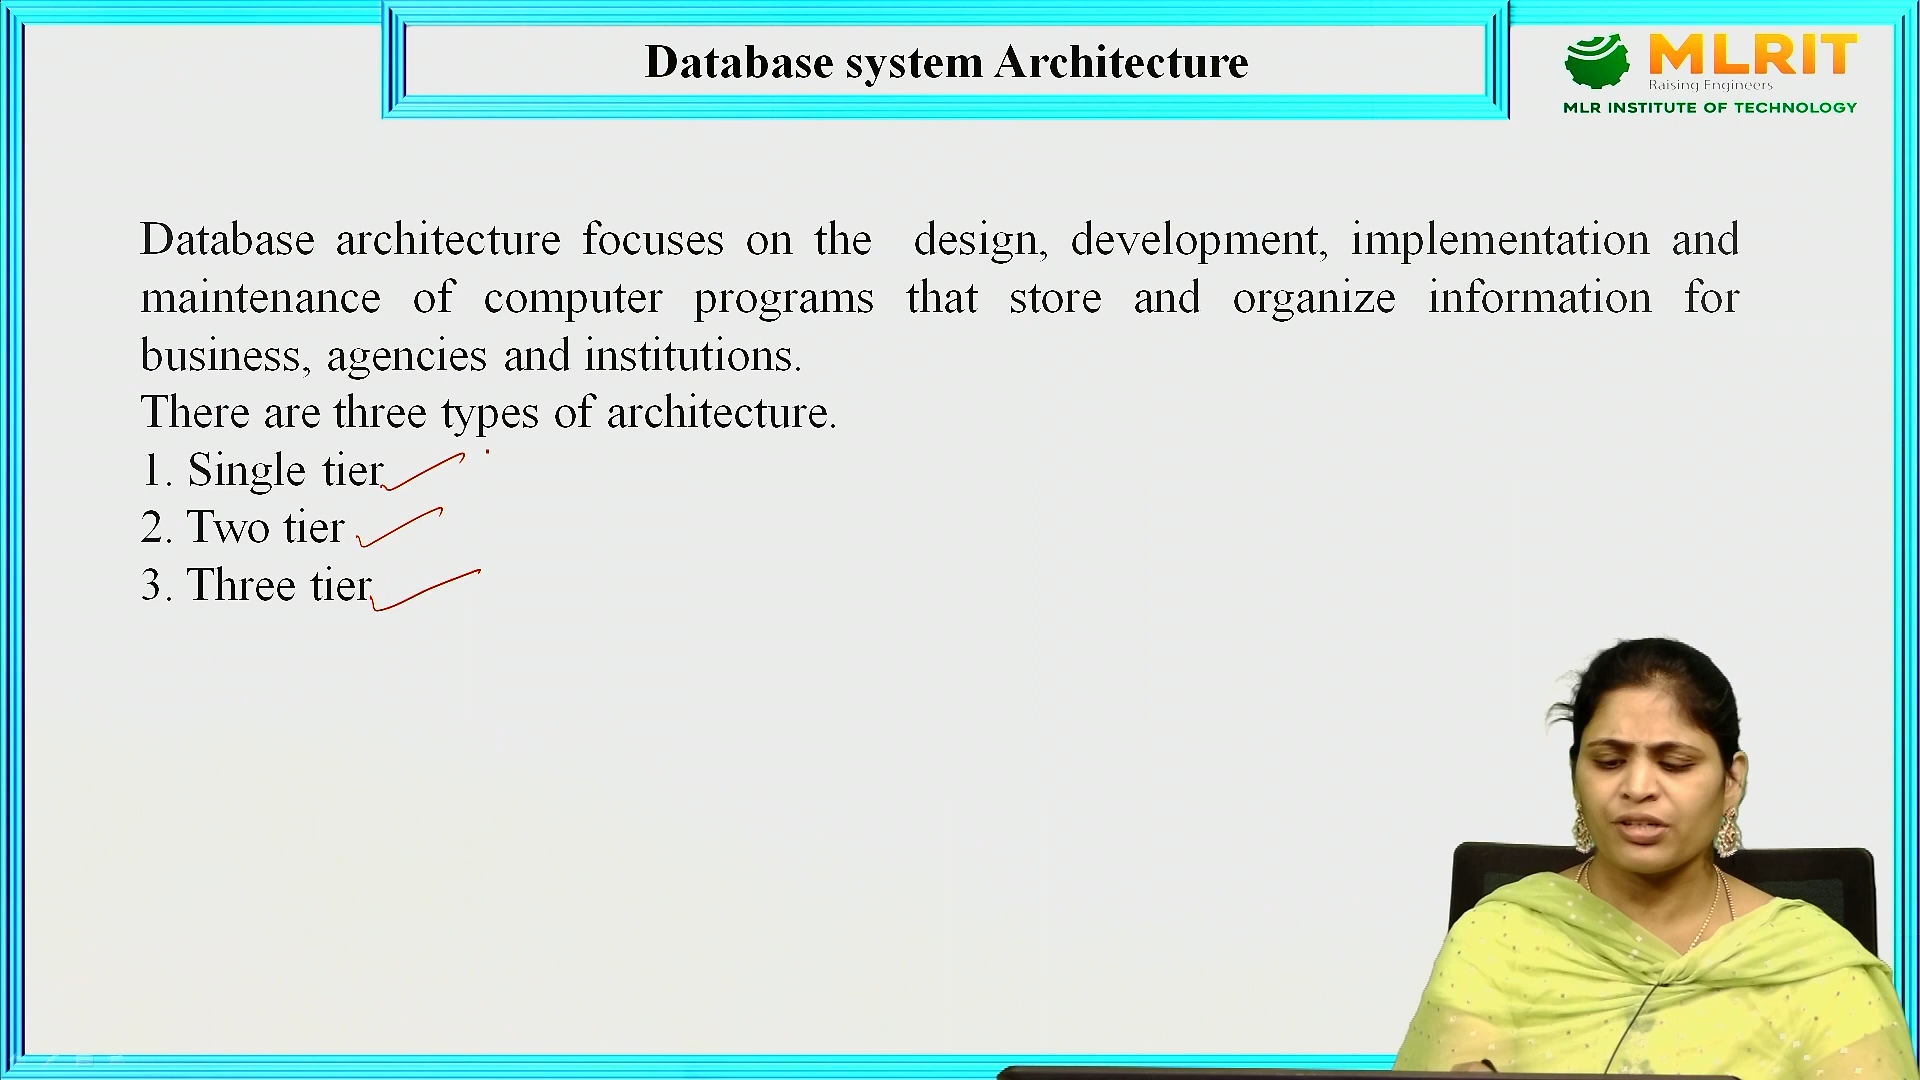 Database system Architecture
MLRIT
Raising Engineers
MLR INSTITUTE OF TECHNOLOGY
Database architecture focuses on the design, development, implementation and
maintenance of computer programs that store and organize information for
business, agencies and institutions.
There are three types of architecture.
1. Single tier
2. Two tier
3. Three tier